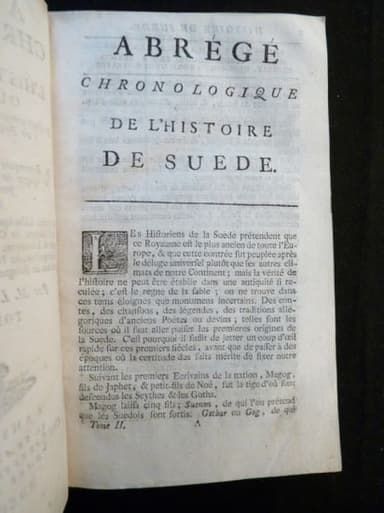 ABREGÉ
CHRONOLOGIQUE
DE L'HISTOIRE
DE SUEDE.
LEs Historiens de la Suede prétendent que
ce Royaume est le plus ancien de toute l'Eu-
rope, & que cette contrée fut peuplée après
le déluge universel plutôt que les autres cli-
mats de notre Continent; mais la vérité de
l'histoire ne peut être établie dans une antiquité si re-
culée; c'est le regne de la fable; on ne trouve dans
ces tems éloignés que monumens incertains. Des con-
tes, des chansons, des légendes, des traditions allé-
goriques d'anciens Poëtes ou devins; telles sont les
sources où il faut aller puiser les premieres origines de
la Suede. C'est pourquoi il suffit de jetter un coup d'œil
rapide sur ces premiers siécles, avant que de passer à des
époques où la certitude des faits mérite de fixer notre
attention.
Suivant les premiers Ecrivains de la nation, Magog,
fils de Japhet, & petit-fils de Noé, fut la tige d'où sont
descendus les Scythes & les Goths.
Magog laissa cinq fils; Suenon, de qui l'on prétend
que les Suedois sont sortis. Gethar ou Gog, de qui
Tome II. A